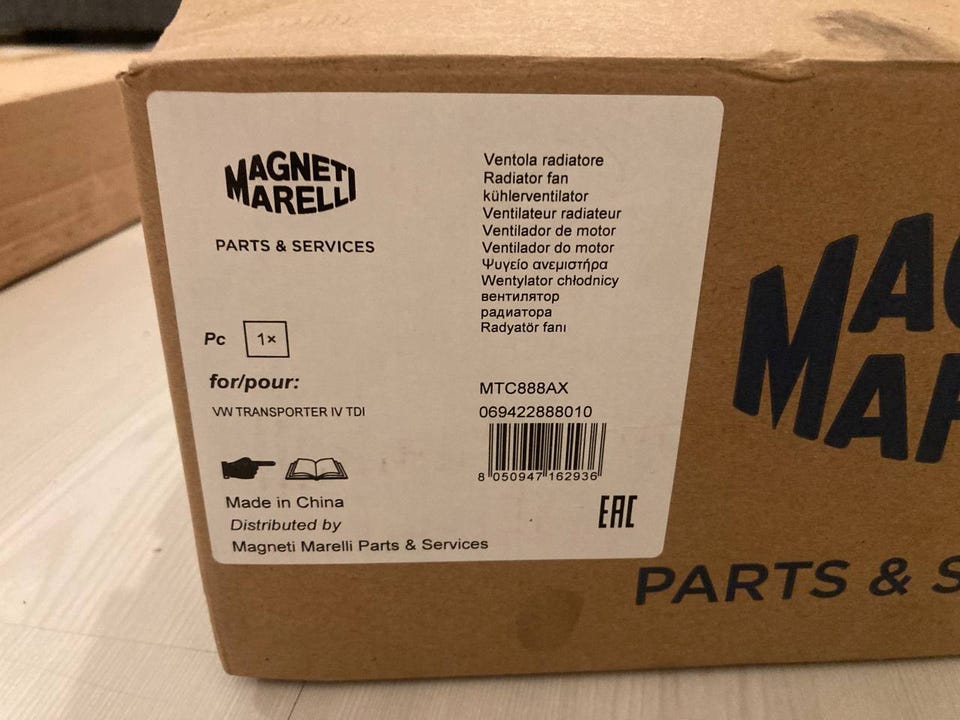 MAGNETI
MARELLI
PARTS & SERVICES
Pc 1×
for/pour:
VW TRANSPORTER IV TDI
Made in China
Distributed by
Magneti Marelli Parts & Services
Ventola radiatore
Radiator fan
kühlerventilator
Ventilateur radiateur
Ventilador de motor
Ventilador do motor
Ψυγείο ανεμιστήρα
Wentylator chłodnicy
вентилятор
радиатора
Radyatör fanı
MTC888AX
069422888010
8 050947 162936
EAC
MA
MAR
PARTS & S